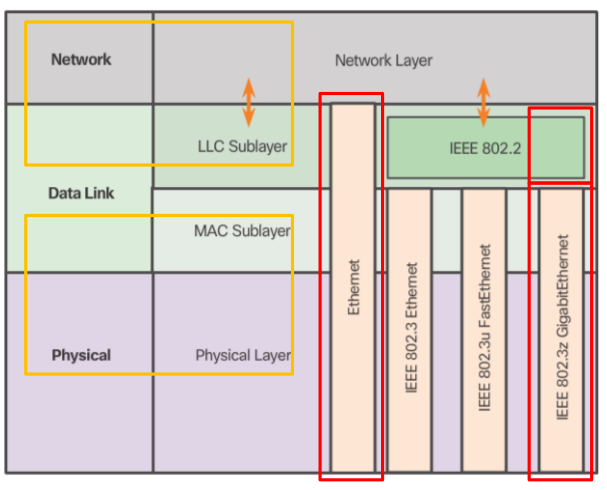 Network
Network Layer
LLC Sublayer
IEEE 802.2
Data Link
MAC Sublayer
Physical
Physical Layer
Ethernet
IEEE 802.3 Ethernet
IEEE 802.3u FastEthernet
IEEE 802.3z GigabitEthernet